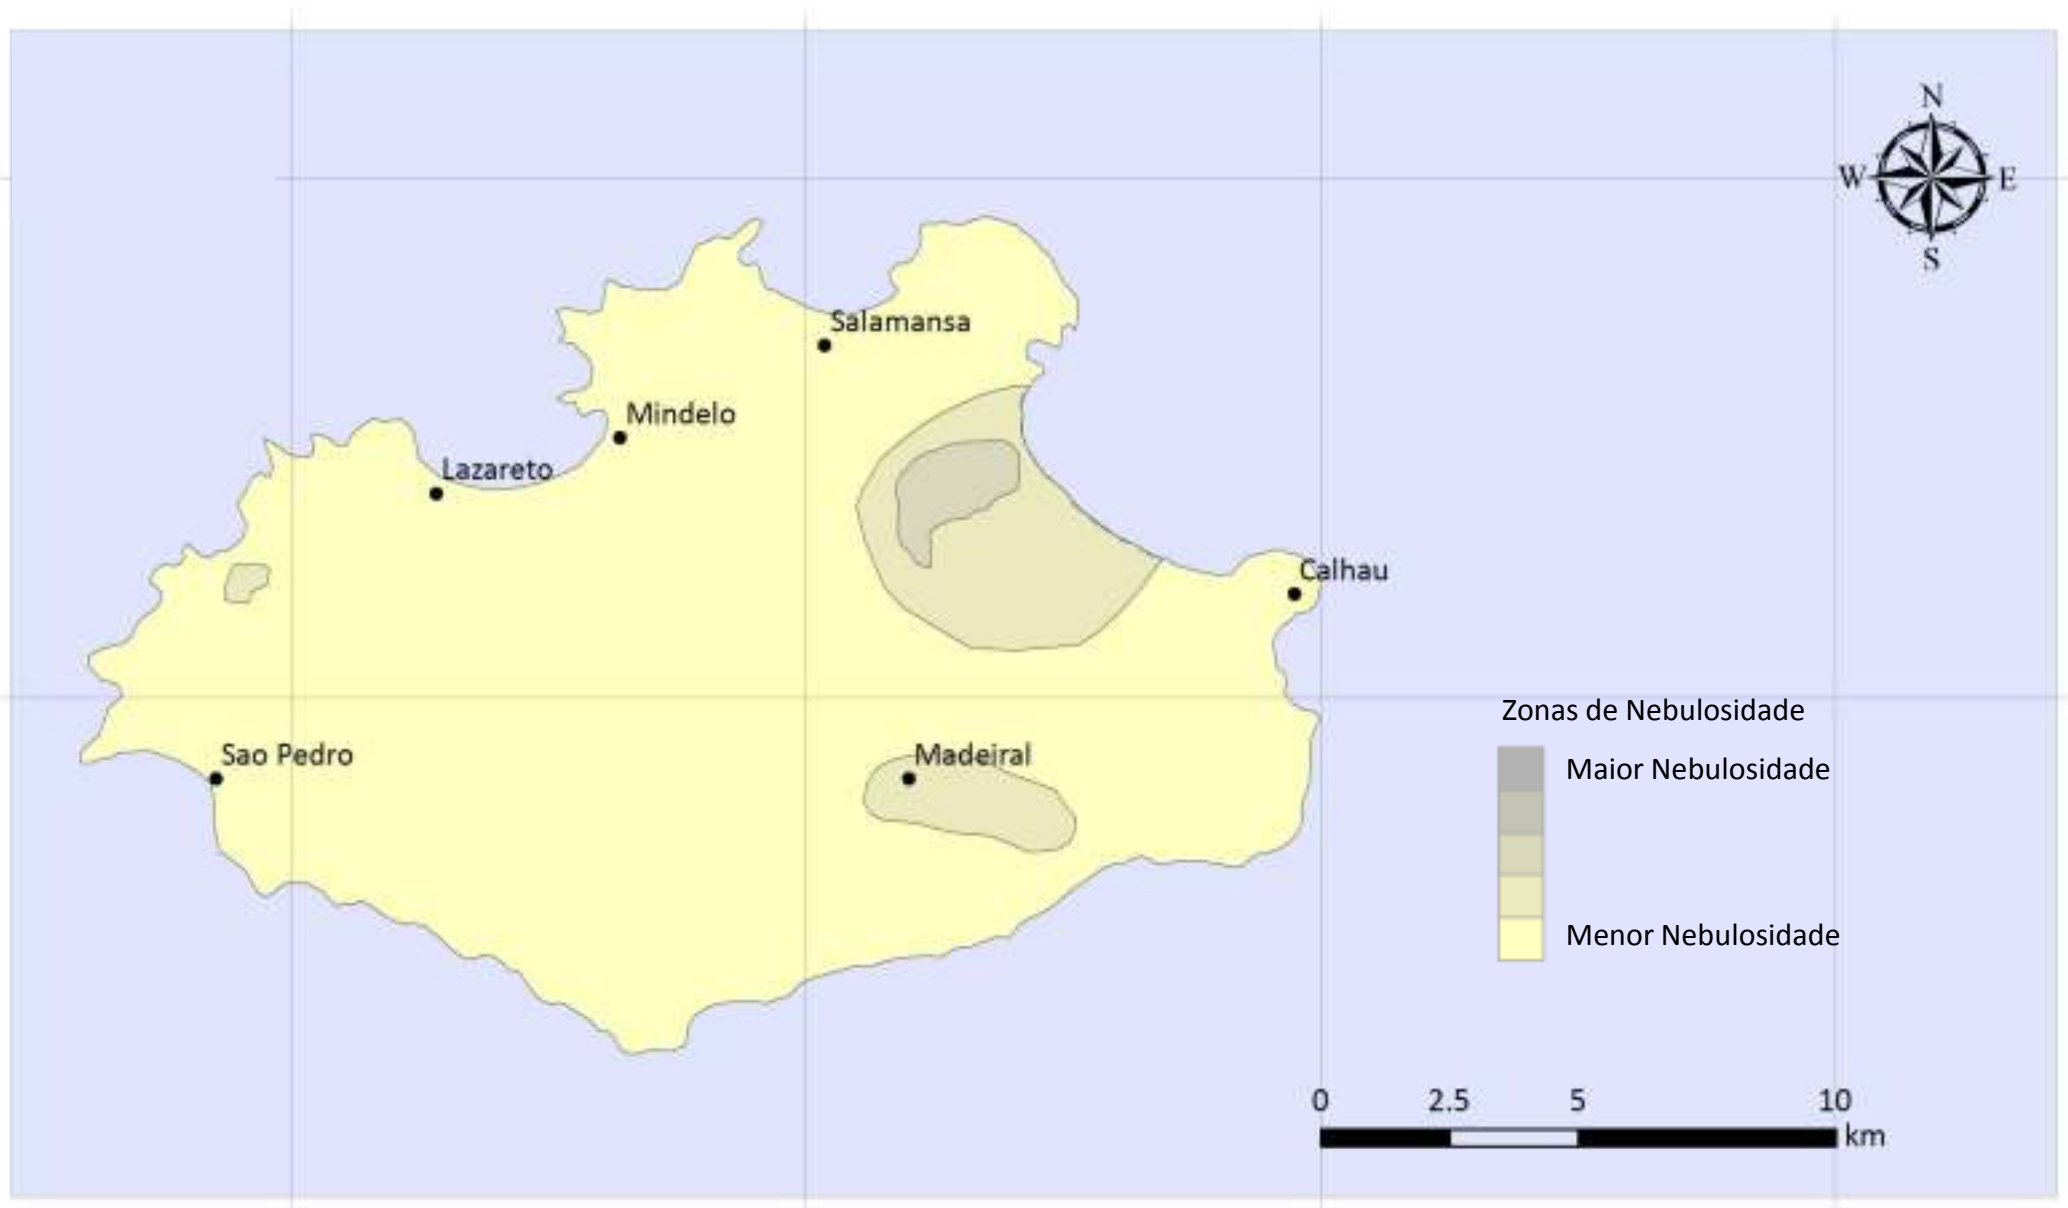 N
W E
S
Salamansa
Mindelo
Lazareto
Calhau
Sao Pedro
Madeiral
Zonas de Nebulosidade
Maior Nebulosidade
Menor Nebulosidade
0 2.5 5 10
km